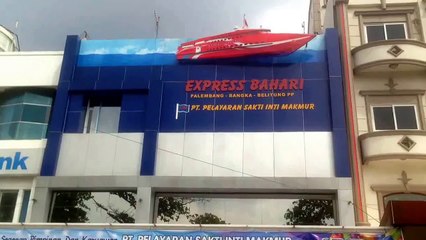 EXPRESS BAHARI
PALEMBANG - BANGKA - BELITUNG PP
PT. PELAYARAN SAKTI INTI MAKMUR
nk
PT. PELAYARAN SAKTI INTI MAKMUR